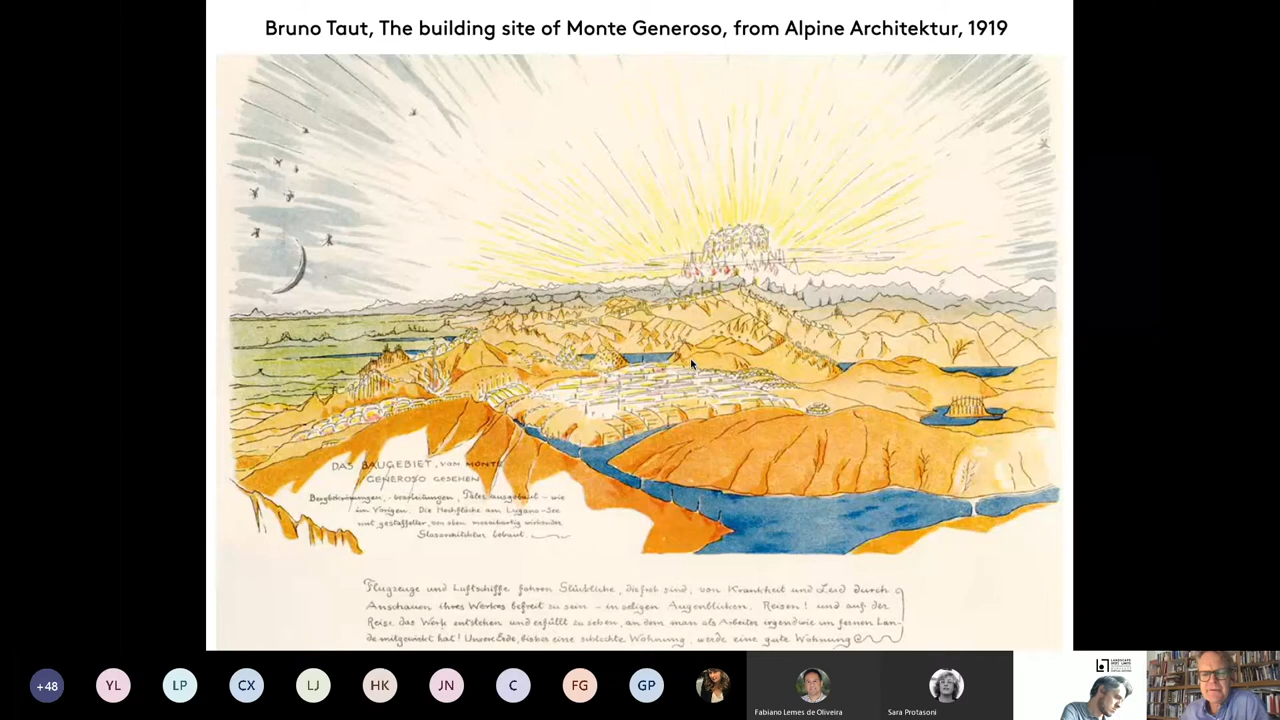 Bruno Taut, The building site of Monte Generoso, from Alpine Architektur, 1919
DAS BAUGEBIET, vom MONTE
GENEROSO GESEHEN
Bergbekrönungen, -bearbeitungen, Täler ausgebaut – wie
im Vorigen. Die Hochfläche am Lugano-See
mit gestaffelter, von oben mosaikartig wirkender
Glasarchitektur bebaut.
Flugzeuge und Luftschiffe fahren Glückliche, die froh sind, von Krankheit und Leid durch
Anschauen ihres Werkes befreit zu sein – in seligen Augenblicken. Reisen! und auf der
Reise das Werk entstehen und erfüllt zu sehen, an dem man als Arbeiter irgendwie im fernen Lan-
de mitgewirkt hat! Unsere Erde, bisher eine schlechte Wohnung, werde eine gute Wohnung
+48
YL
LP
CX
LJ
HK
JN
C
FG
GP
Fabiano Lemes de Oliveira
Sara Protasoni